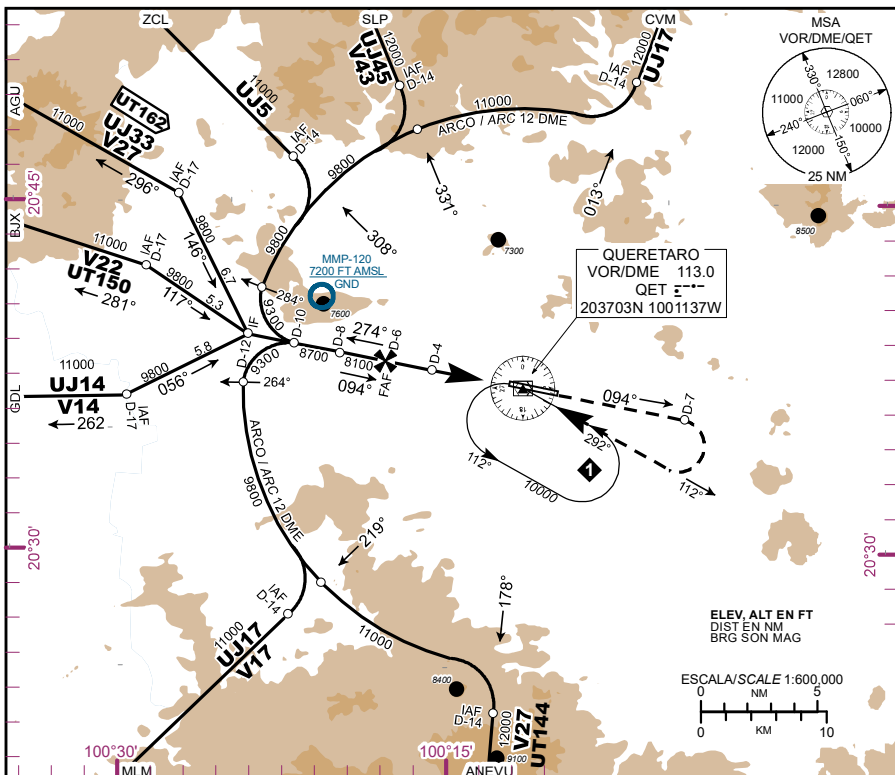 ZCL
SLP
CVM
MSA
VOR/DME/QET
330°
12800
060°
11000
10000
240°
12000
150°
25 NM
AGU
UT162
11000
UJ33
V27
296°
IAF
D-17
11000
UJ5
IAF
D-14
12000
UJ45
V43
IAF
D-14
12000
UJ17
IAF
D-14
11000
ARCO / ARC 12 DME
9800
9800
331°
013°
308°
8500
20°45'
BJX
11000
V22
UT150
281°
IAF
D-17
9800
146°
6.7
9800
5.3
117°
284°
9300
MMP-120
7200 FT AMSL
GND
7600
7300
QUERETARO
VOR/DME 113.0
QET
203703N 1001137W
IF
D-12
D-10
8700
D-8
8100
274°
094°
D-6
FAF
D-4
9300
264°
GDL
11000
UJ14
V14
262
IAF
D-17
9800
5.8
056°
094°
D-7
292°
112°
112°
10000
1
ARCO / ARC 12 DME
9800
219°
178°
20°30'
20°30'
IAF
D-14
11000
UJ17
V17
11000
8400
IAF
D-14
12000
V27
UT144
9100
ELEV, ALT EN FT
DIST EN NM
BRG SON MAG
ESCALA/SCALE 1:600,000
0 NM 5
0 KM 10
100°30'
100°15'
MLM
ANEVU